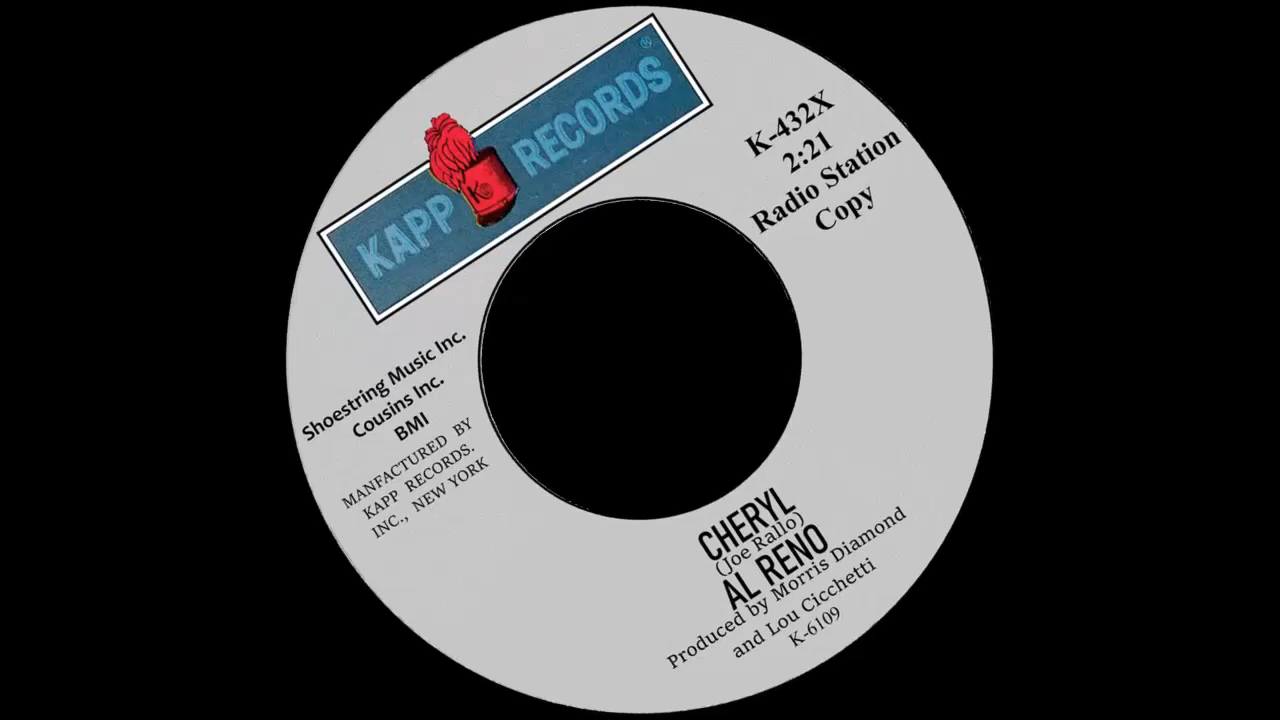 KAPP K RECORDS ®
K-432X
2:21
Radio Station
Copy
Shoestring Music Inc.
Cousins Inc.
BMI
MANFACTURED BY
KAPP RECORDS.
INC., NEW YORK
CHERYL
(Joe Rallo)
AL RENO
Produced by Morris Diamond
and Lou Cicchetti
K-6109